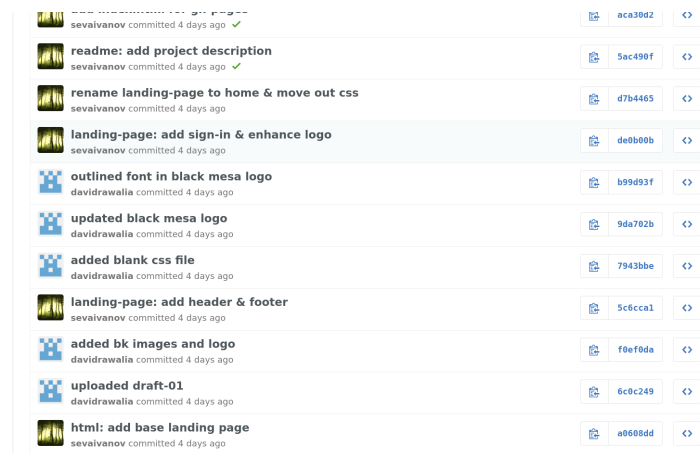 sevaivanov committed 4 days ago
aca30d2
readme: add project description
sevaivanov committed 4 days ago
5ac490f
rename landing-page to home & move out css
sevaivanov committed 4 days ago
d7b4465
landing-page: add sign-in & enhance logo
sevaivanov committed 4 days ago
de0b00b
outlined font in black mesa logo
davidrawalia committed 4 days ago
b99d93f
updated black mesa logo
davidrawalia committed 4 days ago
9da702b
added blank css file
davidrawalia committed 4 days ago
7943bbe
landing-page: add header & footer
sevaivanov committed 4 days ago
5c6cca1
added bk images and logo
davidrawalia committed 4 days ago
f0ef0da
uploaded draft-01
davidrawalia committed 4 days ago
6c0c249
html: add base landing page
sevaivanov committed 4 days ago
a0608dd